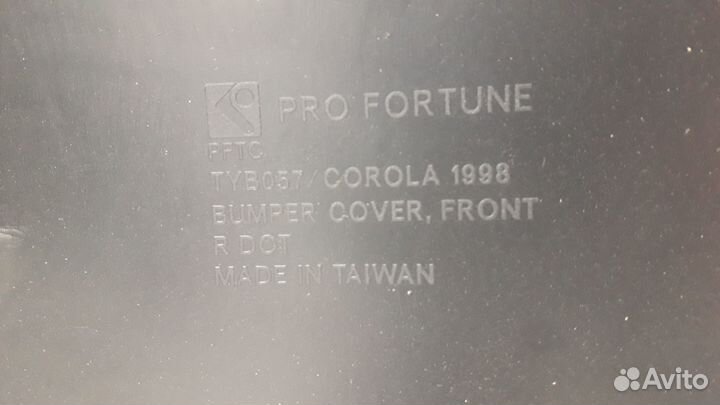 PRO FORTUNE
PFTC
TYB057/COROLA 1998
BUMPER COVER, FRONT
R DOT
MADE IN TAIWAN
Avito